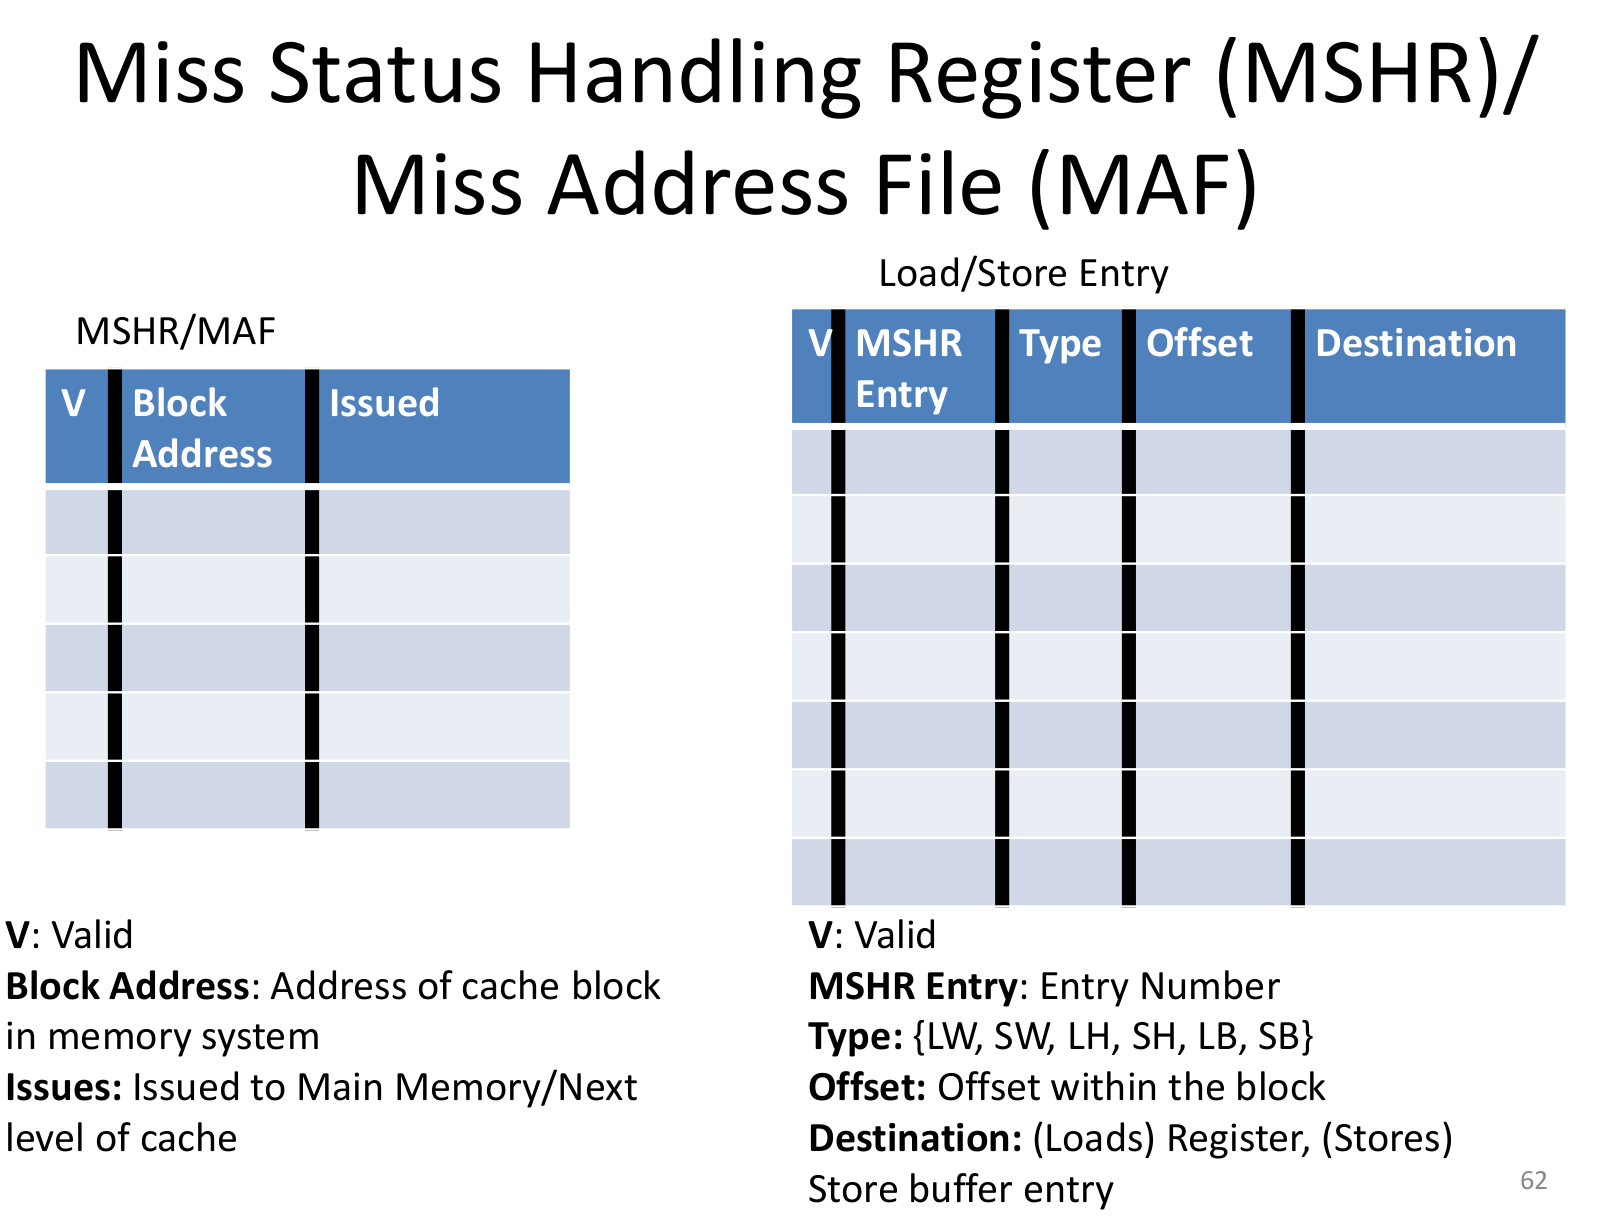 Miss Status Handling Register (MSHR)/
Miss Address File (MAF)
MSHR/MAF
V Block Address Issued
V: Valid
Block Address: Address of cache block
in memory system
Issues: Issued to Main Memory/Next
level of cache
Load/Store Entry
V MSHR Entry Type Offset Destination
V: Valid
MSHR Entry: Entry Number
Type: {LW, SW, LH, SH, LB, SB}
Offset: Offset within the block
Destination: (Loads) Register, (Stores)
Store buffer entry
62